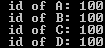 id of A: 100
id of B: 100
id of C: 100
id of D: 100